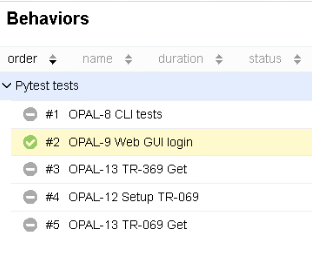 Behaviors
order name duration status
Pytest tests
#1 OPAL-8 CLI tests
#2 OPAL-9 Web GUI login
#3 OPAL-13 TR-369 Get
#4 OPAL-12 Setup TR-069
#5 OPAL-13 TR-069 Get